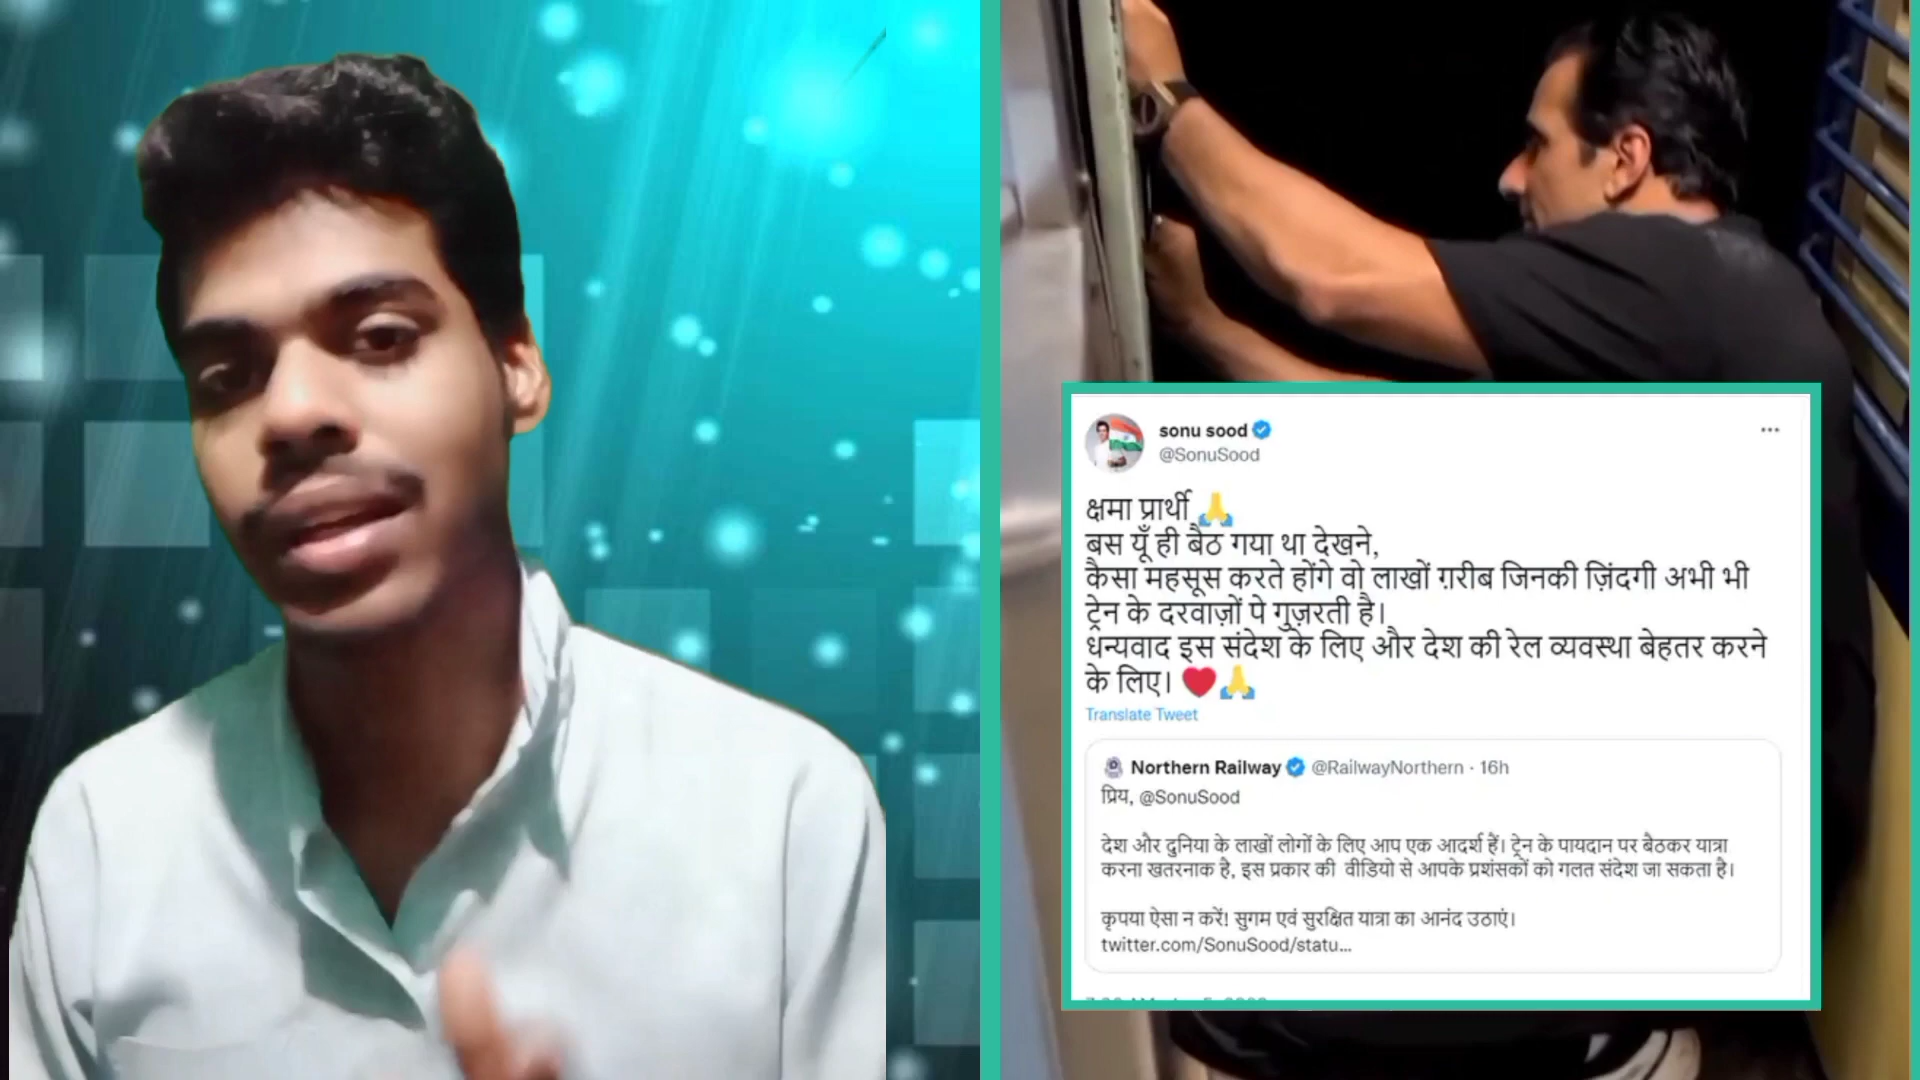 sonu sood
@SonuSood
क्षमा प्रार्थी 🙏
बस यूँ ही बैठ गया था देखने,
कैसा महसूस करते होंगे वो लाखों ग़रीब जिनकी ज़िंदगी अभी भी
ट्रेन के दरवाज़ों पे गुज़रती है।
धन्यवाद इस संदेश के लिए और देश की रेल व्यवस्था बेहतर करने
के लिए। ❤️🙏
Translate Tweet
Northern Railway @RailwayNorthern · 16h
प्रिय, @SonuSood
देश और दुनिया के लाखों लोगों के लिए आप एक आदर्श हैं। ट्रेन के पायदान पर बैठकर यात्रा
करना खतरनाक है, इस प्रकार की वीडियो से आपके प्रशंसकों को गलत संदेश जा सकता है।
कृपया ऐसा न करें! सुगम एवं सुरक्षित यात्रा का आनंद उठाएं।
twitter.com/SonuSood/statu...